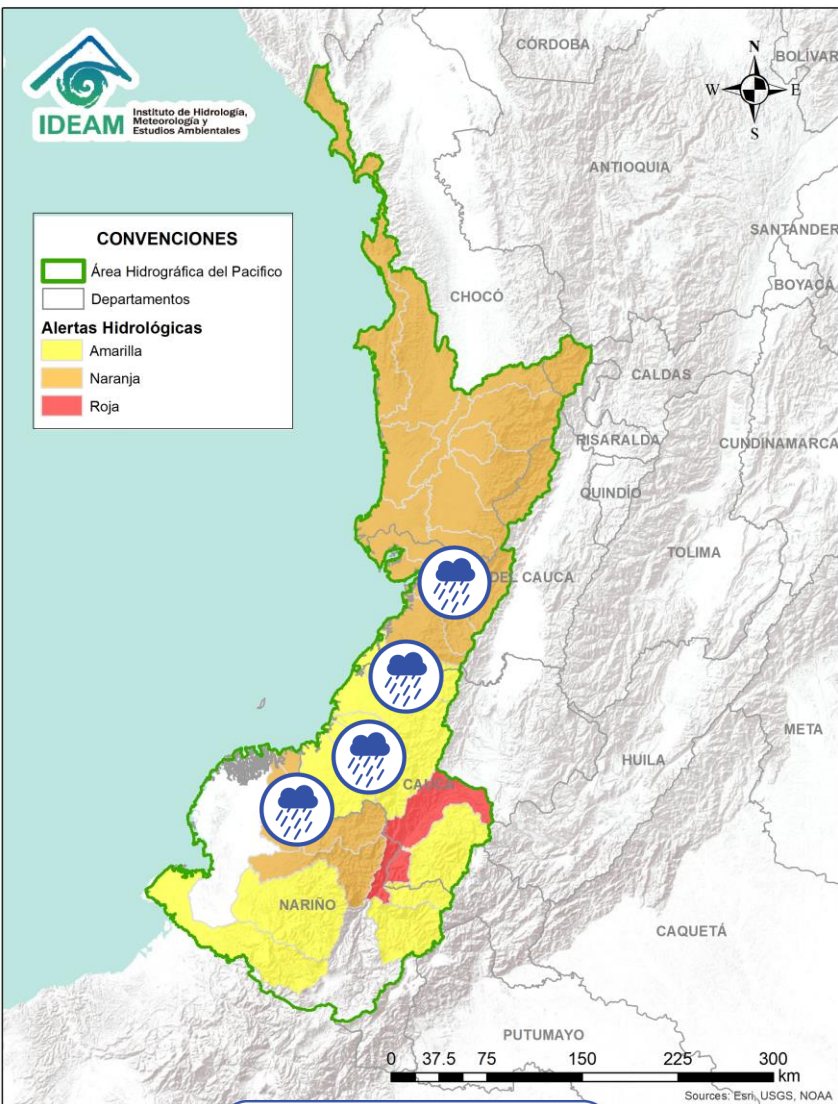 IDEAM
Instituto de Hidrología,
Meteorología y
Estudios Ambientales
CÓRDOBA
BOLÍVAR
N
W
E
S
ANTIOQUIA
SANTANDER
BOYACÁ
CONVENCIONES
Área Hidrográfica del Pacifico
Departamentos
Alertas Hidrológicas
Amarilla
Naranja
Roja
CHOCÓ
CALDAS
RISARALDA
CUNDINAMARCA
QUINDÍO
TOLIMA
DEL CAUCA
META
HUILA
CAUCA
NARIÑO
CAQUETÁ
PUTUMAYO
0 37.5 75 150 225 300
km
Sources: Esri, USGS, NOAA